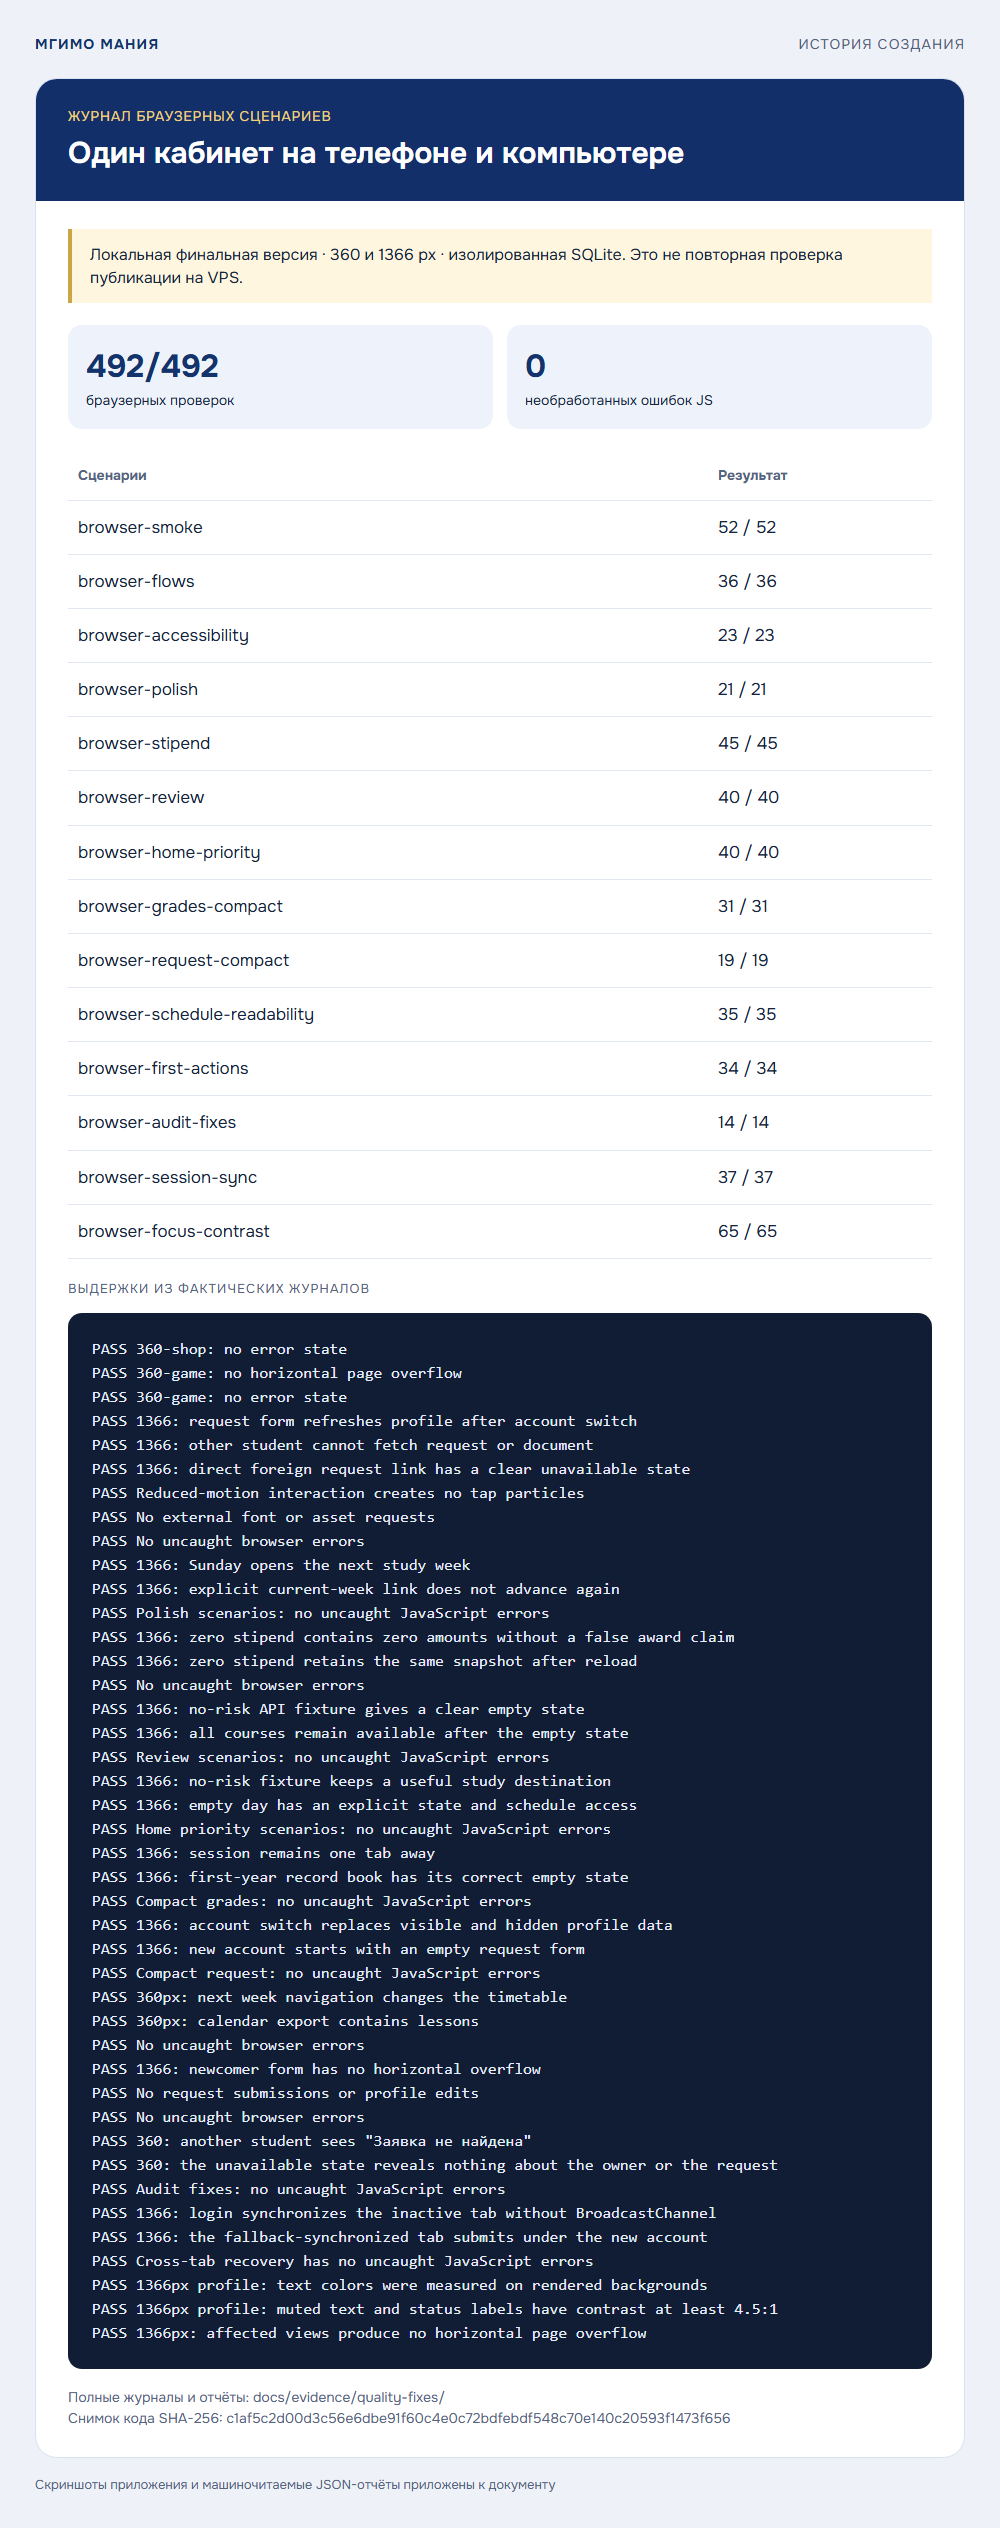 МГИМО МАНИЯ
ИСТОРИЯ СОЗДАНИЯ
ЖУРНАЛ БРАУЗЕРНЫХ СЦЕНАРИЕВ
Один кабинет на телефоне и компьютере
Локальная финальная версия · 360 и 1366 px · изолированная SQLite. Это не повторная проверка
публикации на VPS.
492/492
браузерных проверок
0
необработанных ошибок JS
Сценарии Результат
browser-smoke 52 / 52
browser-flows 36 / 36
browser-accessibility 23 / 23
browser-polish 21 / 21
browser-stipend 45 / 45
browser-review 40 / 40
browser-home-priority 40 / 40
browser-grades-compact 31 / 31
browser-request-compact 19 / 19
browser-schedule-readability 35 / 35
browser-first-actions 34 / 34
browser-audit-fixes 14 / 14
browser-session-sync 37 / 37
browser-focus-contrast 65 / 65
ВЫДЕРЖКИ ИЗ ФАКТИЧЕСКИХ ЖУРНАЛОВ
PASS 360-shop: no error state
PASS 360-game: no horizontal page overflow
PASS 360-game: no error state
PASS 1366: request form refreshes profile after account switch
PASS 1366: other student cannot fetch request or document
PASS 1366: direct foreign request link has a clear unavailable state
PASS Reduced-motion interaction creates no tap particles
PASS No external font or asset requests
PASS No uncaught browser errors
PASS 1366: Sunday opens the next study week
PASS 1366: explicit current-week link does not advance again
PASS Polish scenarios: no uncaught JavaScript errors
PASS 1366: zero stipend contains zero amounts without a false award claim
PASS 1366: zero stipend retains the same snapshot after reload
PASS No uncaught browser errors
PASS 1366: no-risk API fixture gives a clear empty state
PASS 1366: all courses remain available after the empty state
PASS Review scenarios: no uncaught JavaScript errors
PASS 1366: no-risk fixture keeps a useful study destination
PASS 1366: empty day has an explicit state and schedule access
PASS Home priority scenarios: no uncaught JavaScript errors
PASS 1366: session remains one tab away
PASS 1366: first-year record book has its correct empty state
PASS Compact grades: no uncaught JavaScript errors
PASS 1366: account switch replaces visible and hidden profile data
PASS 1366: new account starts with an empty request form
PASS Compact request: no uncaught JavaScript errors
PASS 360px: next week navigation changes the timetable
PASS 360px: calendar export contains lessons
PASS No uncaught browser errors
PASS 1366: newcomer form has no horizontal overflow
PASS No request submissions or profile edits
PASS No uncaught browser errors
PASS 360: another student sees "Заявка не найдена"
PASS 360: the unavailable state reveals nothing about the owner or the request
PASS Audit fixes: no uncaught JavaScript errors
PASS 1366: login synchronizes the inactive tab without BroadcastChannel
PASS 1366: the fallback-synchronized tab submits under the new account
PASS Cross-tab recovery has no uncaught JavaScript errors
PASS 1366px profile: text colors were measured on rendered backgrounds
PASS 1366px profile: muted text and status labels have contrast at least 4.5:1
PASS 1366px: affected views produce no horizontal page overflow
Полные журналы и отчёты: docs/evidence/quality-fixes/
Снимок кода SHA-256: c1af5c2d00d3c56e6dbe91f60c4e0c72bdfebdf548c70e140c20593f1473f656
Скриншоты приложения и машиночитаемые JSON-отчёты приложены к документу